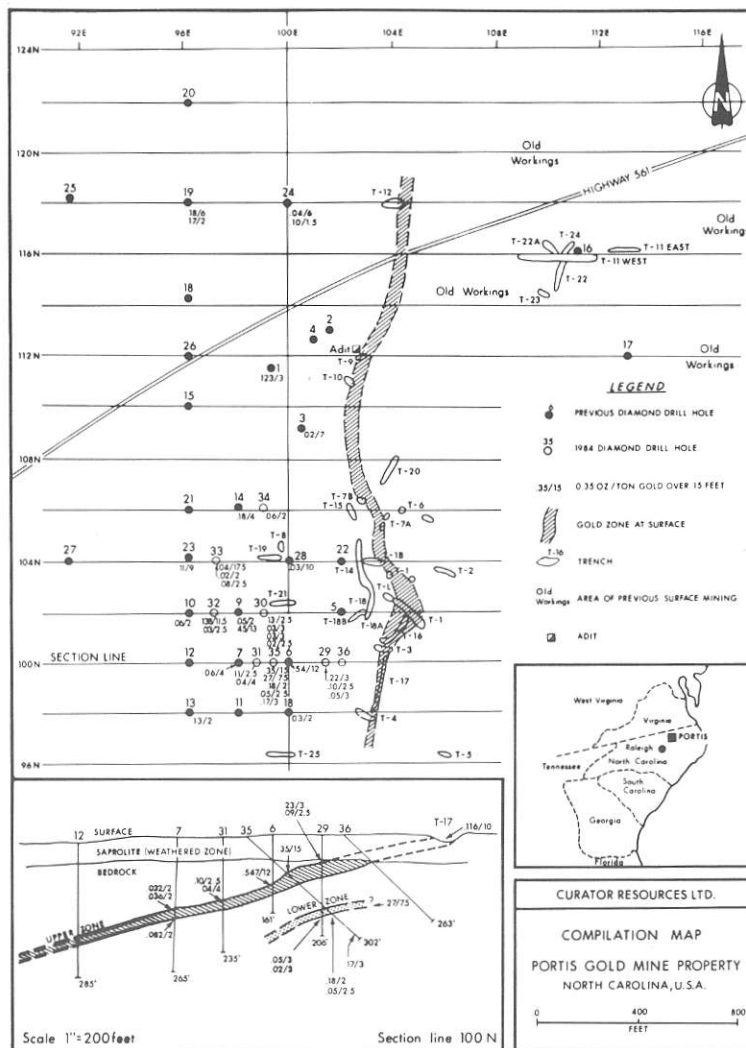 92E 96E 100E 104E 108E 112E 116E
124N
120N
116N
112N
108N
104N
100N
96N
N
20
Old
Workings
HIGHWAY 561
25
19
18/6
17/2
24
.04/6
10/1.5
T-12
Old
Workings
T-22A
T-24
16
T-11 EAST
T-11 WEST
T-22
T-23
Old Workings
18
2
4
26
Adit
T-9
1
123/3
T-10
17
Old
Workings
15
3
.02/7
T-20
21
14
.18/4
34
.06/2
T-7B
T-15
T-6
T-7A
T-8
27
23
.11/9
33
.04/17.5
.02/2
.08/2.5
T-19
28
.03/10
22
T-14
T-1B
T-1
T-2
T-L
T-21
10
.06/2
32
.03/2.5
9
.05/2
.45/13
30
.13/2.5
.03/3
.02/2.5
5
T-18
T-18B
T-18A
T-1
T-16
T-3
SECTION LINE
12
7
.06/4
31
.11/2.5
.04/4
35
.35/15
.27/7.5
.18/2
.05/2.5
.17/3
6
.54/12
29
.22/3
.10/2.5
.05/3
36
T-17
13
.13/2
11
18
.03/2
T-4
T-25
T-5
LEGEND
PREVIOUS DIAMOND DRILL HOLE
35
1984 DIAMOND DRILL HOLE
.35/15
0.35 OZ/TON GOLD OVER 15 FEET
GOLD ZONE AT SURFACE
T-16
TRENCH
Old
Workings
AREA OF PREVIOUS SURFACE MINING
ADIT
West Virginia
Virginia
PORTIS
Raleigh
Tennessee
North Carolina
South
Carolina
Georgia
Florida
23/3
.09/2.5
12 7 31 35 6 29 36
T-17
.116/10
SURFACE
SAPROLITE (WEATHERED ZONE)
BEDROCK
.35/15
.10/2.5
.04/4
.547/12
.032/2
.036/2
.082/2
UPPER ZONE
LOWER ZONE
?
.27/7.5
161'
263'
206'
302'
235'
265'
285'
.05/3
.02/3
.17/3
.18/2
.05/2.5
Scale 1"=200feet
Section line 100 N
CURATOR RESOURCES LTD.
COMPILATION MAP
PORTIS GOLD MINE PROPERTY
NORTH CAROLINA, U.S.A.
0 400 800
FEET